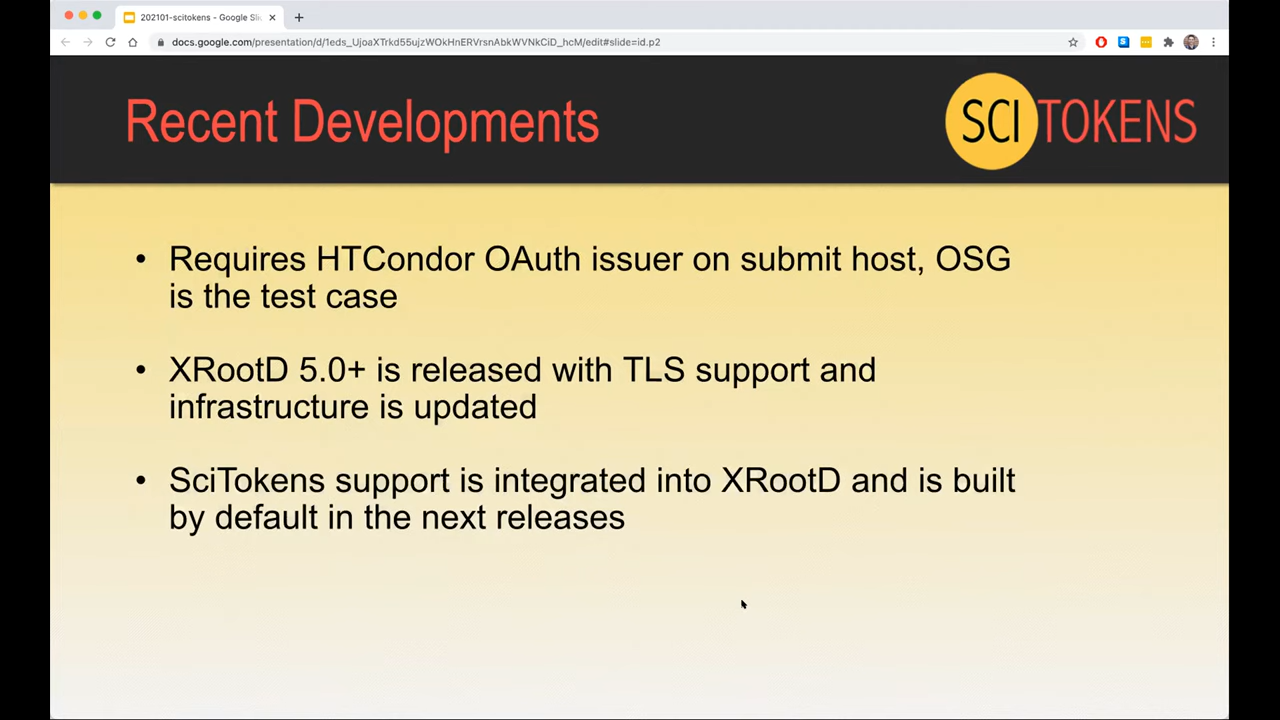 202101-scitokens - Google Sli
docs.google.com/presentation/d/1eds_UjoaXTrkd55ujzWOkHnERVrsnAbkWVNkCiD_hcM/edit#slide=id.p2
Recent Developments
SCITOKENS
• Requires HTCondor OAuth issuer on submit host, OSG
is the test case
• XRootD 5.0+ is released with TLS support and
infrastructure is updated
• SciTokens support is integrated into XRootD and is built
by default in the next releases